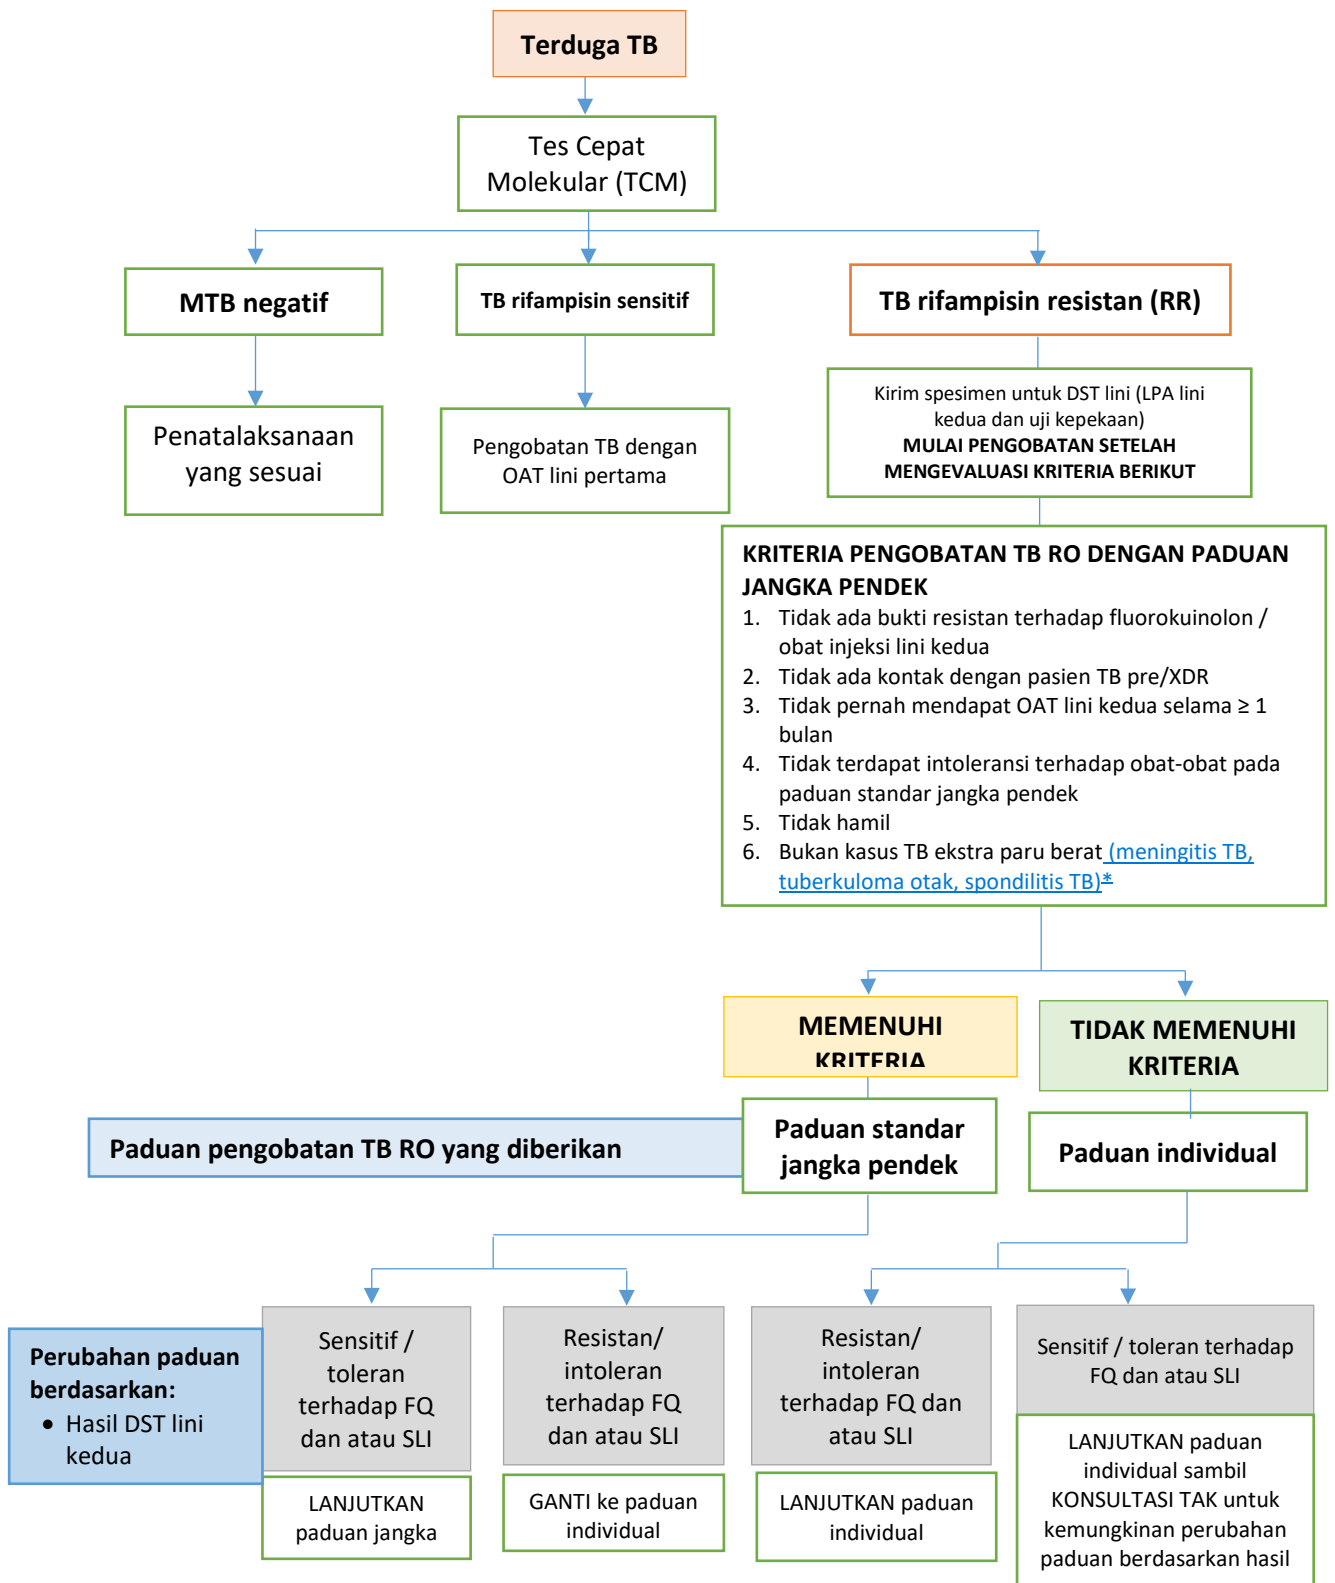 Terduga TB
Tes Cepat
Molekular (TCM)
MTB negatif
TB rifampisin sensitif
TB rifampisin resistan (RR)
Penatalaksanaan
yang sesuai
Pengobatan TB dengan
OAT lini pertama
Kirim spesimen untuk DST lini (LPA lini
kedua dan uji kepekaan)
MULAI PENGOBATAN SETELAH
MENGEVALUASI KRITERIA BERIKUT
KRITERIA PENGOBATAN TB RO DENGAN PADUAN
JANGKA PENDEK
1. Tidak ada bukti resistan terhadap fluorokuinolon /
obat injeksi lini kedua
2. Tidak ada kontak dengan pasien TB pre/XDR
3. Tidak pernah mendapat OAT lini kedua selama ≥ 1
bulan
4. Tidak terdapat intoleransi terhadap obat-obat pada
paduan standar jangka pendek
5. Tidak hamil
6. Bukan kasus TB ekstra paru berat (meningitis TB,
tuberkuloma otak, spondilitis TB)*
MEMENUHI
KRITERIA
TIDAK MEMENUHI
KRITERIA
Paduan pengobatan TB RO yang diberikan
Paduan standar
jangka pendek
Paduan individual
Perubahan paduan
berdasarkan:
• Hasil DST lini
kedua
Sensitif /
toleran
terhadap FQ
dan atau SLI
LANJUTKAN
paduan jangka
Resistan/
intoleran
terhadap FQ
dan atau SLI
GANTI ke paduan
individual
Resistan/
intoleran
terhadap FQ dan
atau SLI
LANJUTKAN paduan
individual
Sensitif / toleran terhadap
FQ dan atau SLI
LANJUTKAN paduan
individual sambil
KONSULTASI TAK untuk
kemungkinan perubahan
paduan berdasarkan hasil